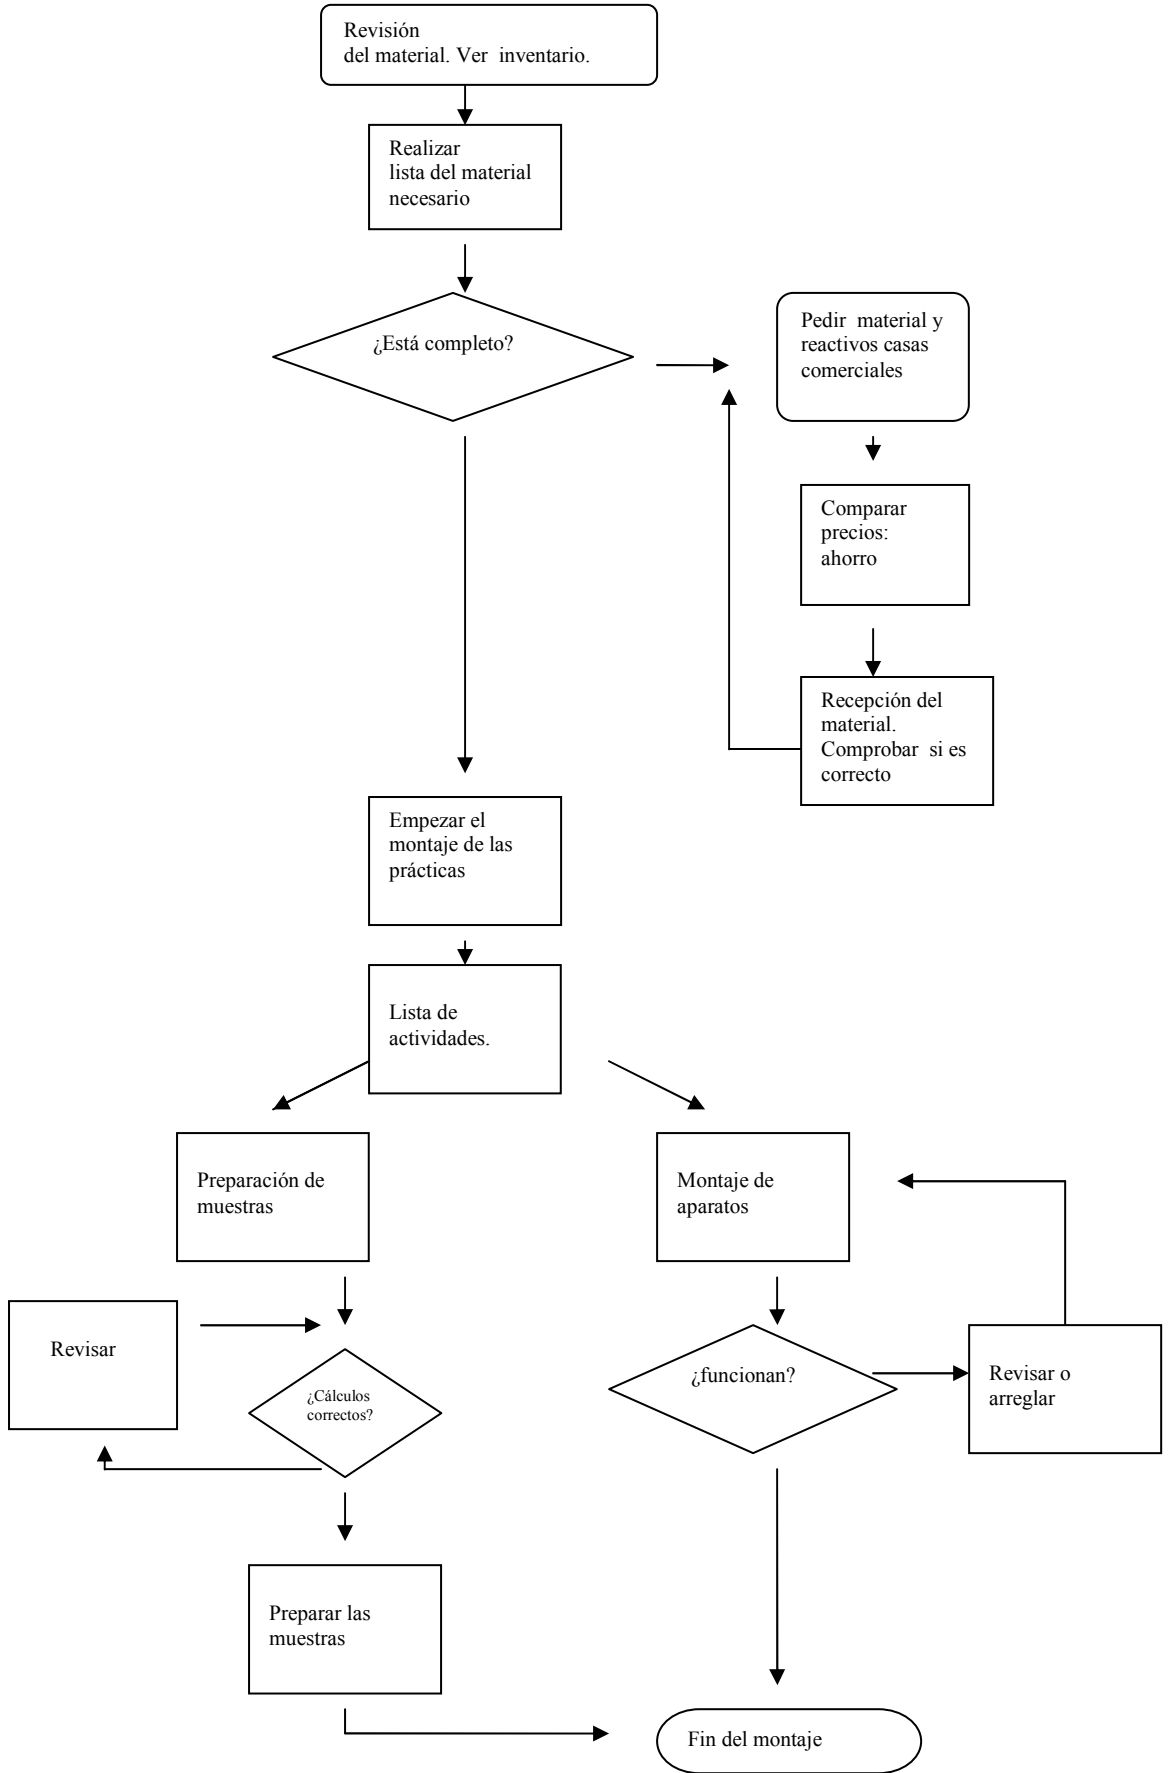 Revisión
del material. Ver  inventario.
Realizar
lista del material
necesario
¿Está completo?
Pedir  material y
reactivos casas
comerciales
Comparar
precios:
ahorro
Recepción del
material.
Comprobar  si es
correcto
Empezar el
montaje de las
prácticas
Lista de
actividades.
Preparación de
muestras
Montaje de
aparatos
Revisar
¿Cálculos
correctos?
¿funcionan?
Revisar o
arreglar
Preparar las
muestras
Fin del montaje